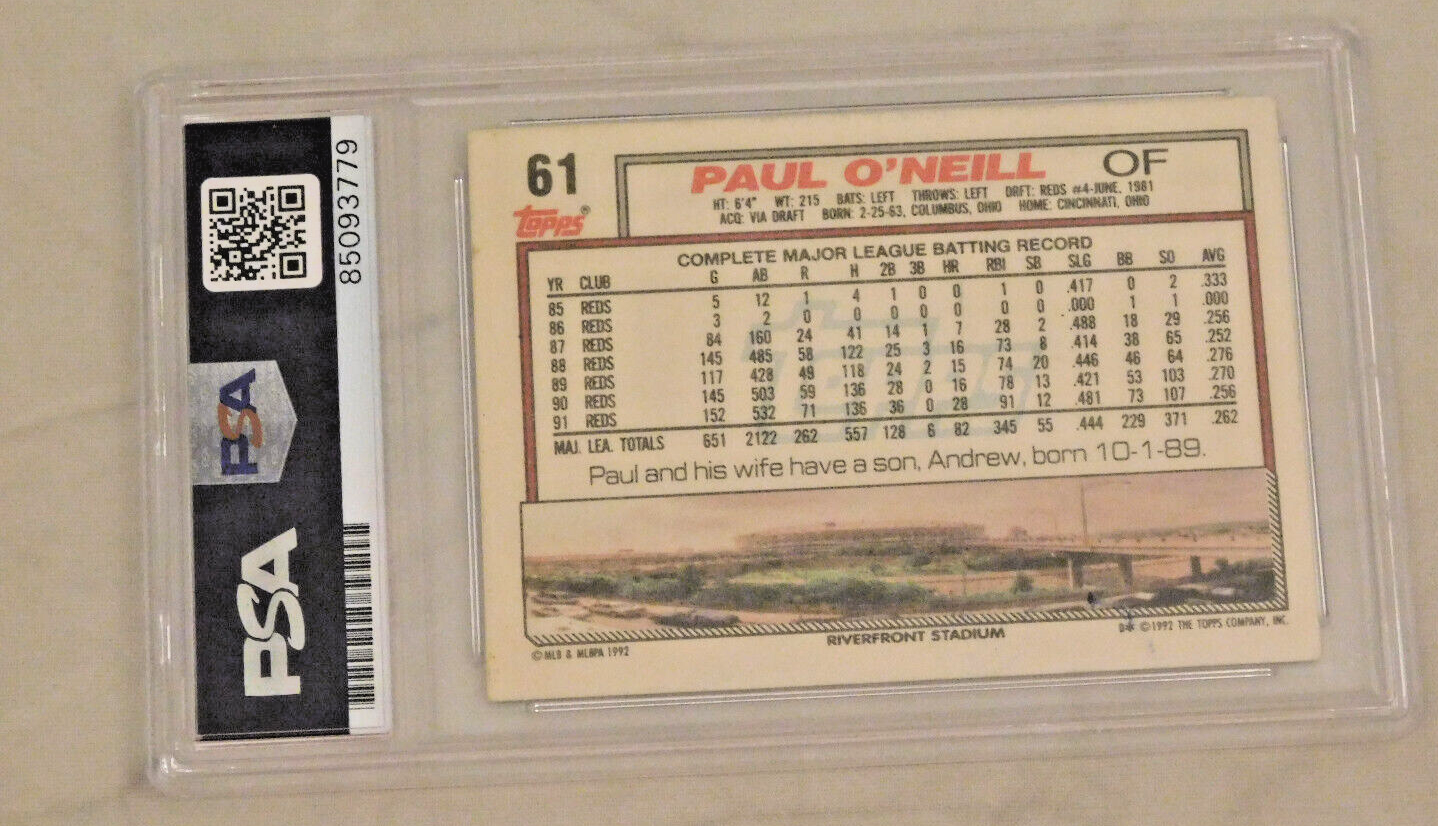 85093779
PSA
PSA
61
Topps®
PAUL O'NEILL OF
HT: 6'4" WT: 215 BATS: LEFT THROWS: LEFT DRFT: REDS #4-JUNE, 1981
ACQ: VIA DRAFT BORN: 2-25-63, COLUMBUS, OHIO HOME: CINCINNATI, OHIO
COMPLETE MAJOR LEAGUE BATTING RECORD
YR CLUB G AB R H 2B 3B HR RBI SB SLG BB SO AVG
85 REDS 5 12 1 4 1 0 0 1 0 .417 0 2 .333
86 REDS 3 2 0 0 0 0 0 0 0 .000 1 1 .000
87 REDS 84 160 24 41 14 1 7 28 2 .488 18 29 .256
88 REDS 145 485 58 122 25 3 16 73 8 .414 38 65 .252
89 REDS 117 428 49 118 24 2 15 74 20 .446 46 64 .276
90 REDS 145 503 59 136 28 0 16 78 13 .421 53 103 .270
91 REDS 152 532 71 136 36 0 28 91 12 .481 73 107 .256
MAJ. LEA. TOTALS 651 2122 262 557 128 6 82 345 55 .444 229 371 .262
Paul and his wife have a son, Andrew, born 10-1-89.
RIVERFRONT STADIUM
© MLB & MLBPA 1992
B* © 1992 THE TOPPS COMPANY, INC.